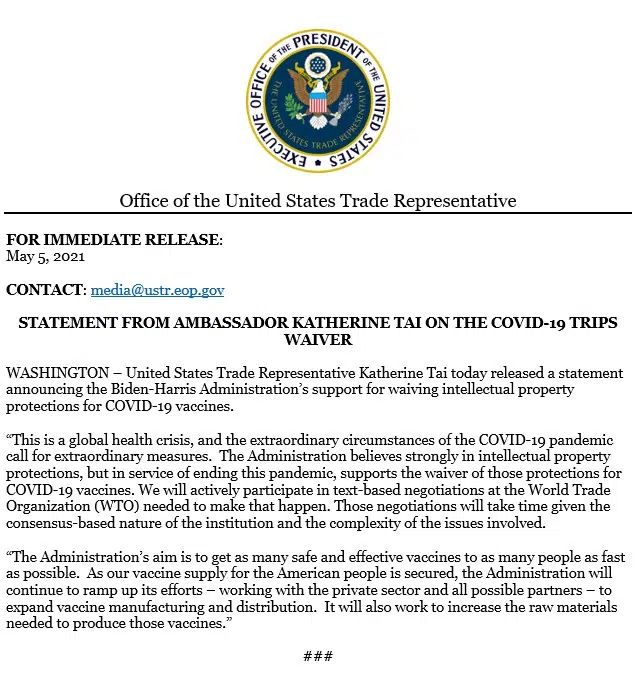 EXECUTIVE OFFICE OF THE PRESIDENT OF THE UNITED STATES
THE UNITED STATES TRADE REPRESENTATIVE
Office of the United States Trade Representative
FOR IMMEDIATE RELEASE:
May 5, 2021
CONTACT: media@ustr.eop.gov
STATEMENT FROM AMBASSADOR KATHERINE TAI ON THE COVID-19 TRIPS
WAIVER
WASHINGTON – United States Trade Representative Katherine Tai today released a statement
announcing the Biden-Harris Administration’s support for waiving intellectual property
protections for COVID-19 vaccines.
“This is a global health crisis, and the extraordinary circumstances of the COVID-19 pandemic
call for extraordinary measures.  The Administration believes strongly in intellectual property
protections, but in service of ending this pandemic, supports the waiver of those protections for
COVID-19 vaccines. We will actively participate in text-based negotiations at the World Trade
Organization (WTO) needed to make that happen. Those negotiations will take time given the
consensus-based nature of the institution and the complexity of the issues involved.
“The Administration’s aim is to get as many safe and effective vaccines to as many people as fast
as possible.  As our vaccine supply for the American people is secured, the Administration will
continue to ramp up its efforts – working with the private sector and all possible partners – to
expand vaccine manufacturing and distribution.  It will also work to increase the raw materials
needed to produce those vaccines.”
###